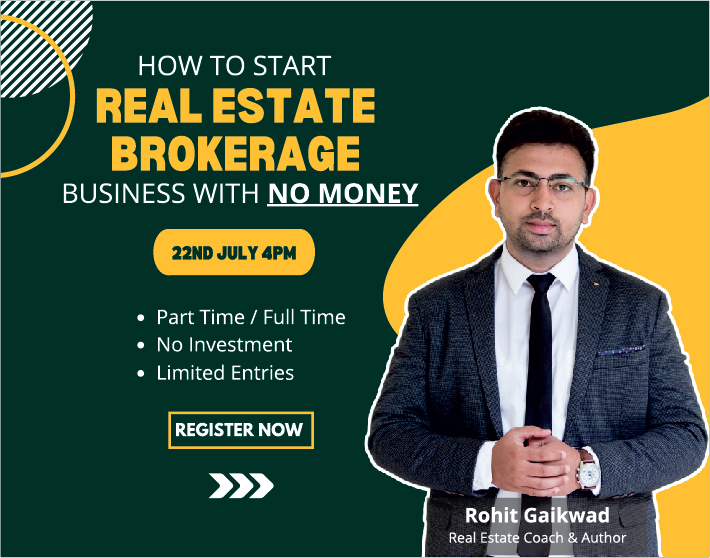 HOW TO START
REAL ESTATE
BROKERAGE
BUSINESS WITH NO MONEY
22ND JULY 4PM
• Part Time / Full Time
• No Investment
• Limited Entries
REGISTER NOW
Rohit Gaikwad
Real Estate Coach & Author